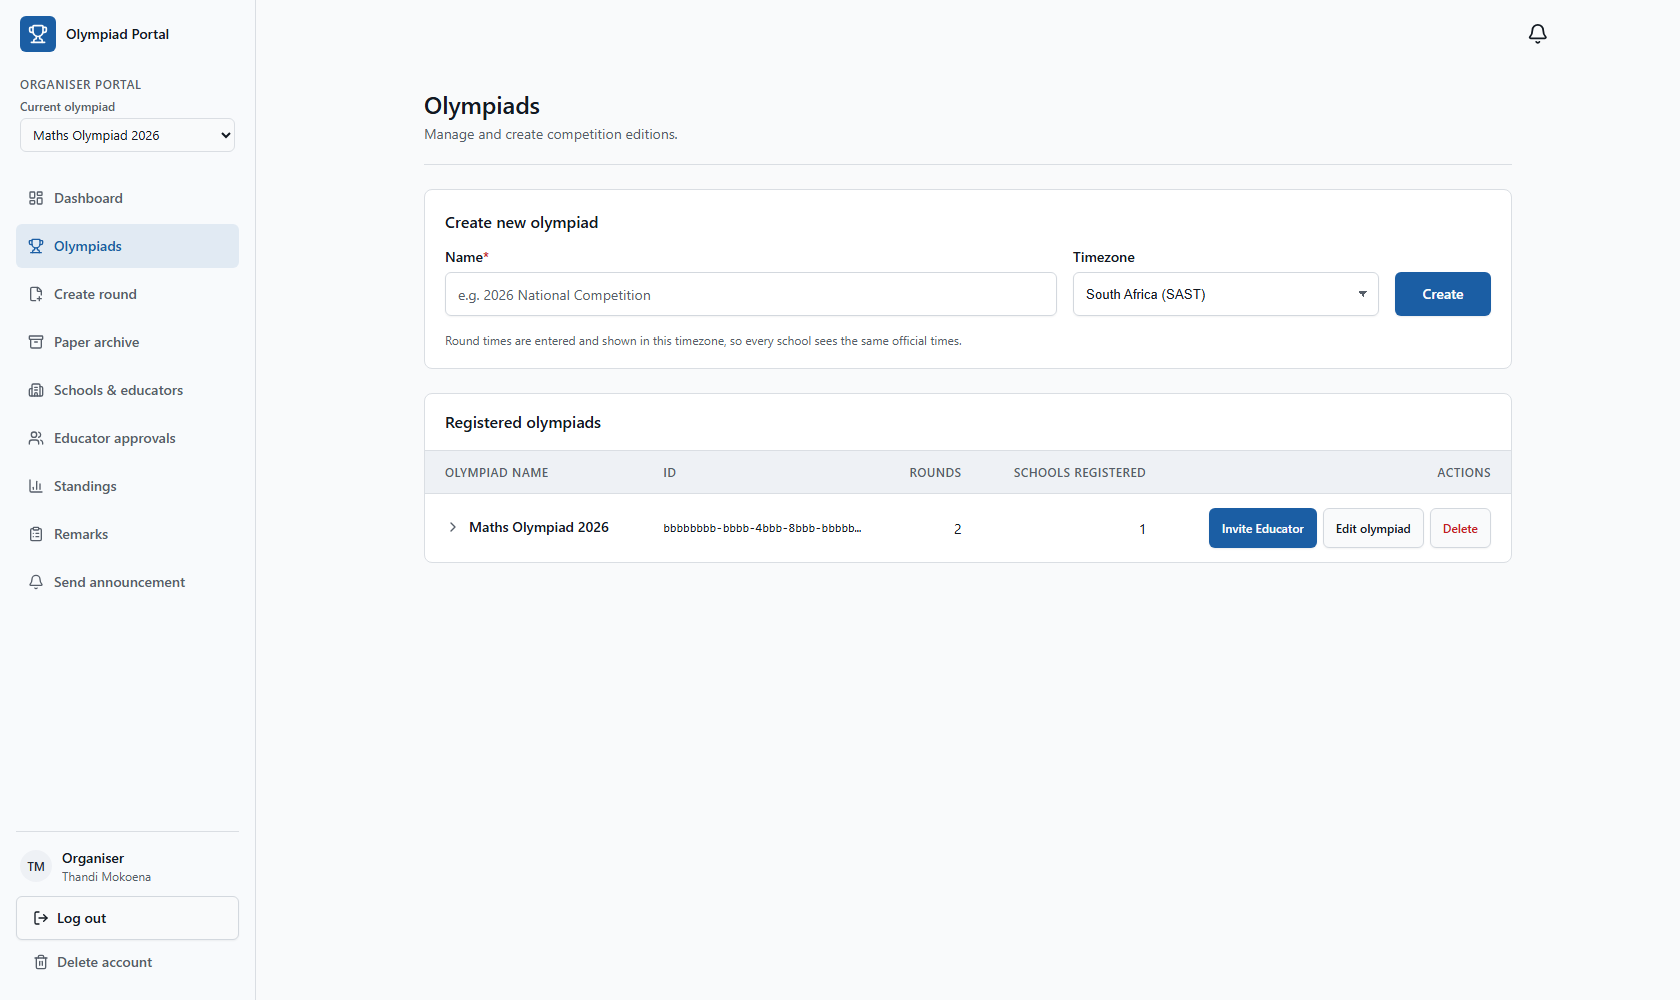 Olympiad Portal
ORGANISER PORTAL
Current olympiad
Maths Olympiad 2026
Dashboard
Olympiads
Create round
Paper archive
Schools & educators
Educator approvals
Standings
Remarks
Send announcement
TM
Organiser
Thandi Mokoena
Log out
Delete account
Olympiads
Manage and create competition editions.
Create new olympiad
Name* Timezone
e.g. 2026 National Competition South Africa (SAST) Create
Round times are entered and shown in this timezone, so every school sees the same official times.
Registered olympiads
OLYMPIAD NAME ID ROUNDS SCHOOLS REGISTERED ACTIONS
Maths Olympiad 2026 bbbbbbbb-bbbb-4bbb-8bbb-bbbbb… 2 1 Invite Educator Edit olympiad Delete